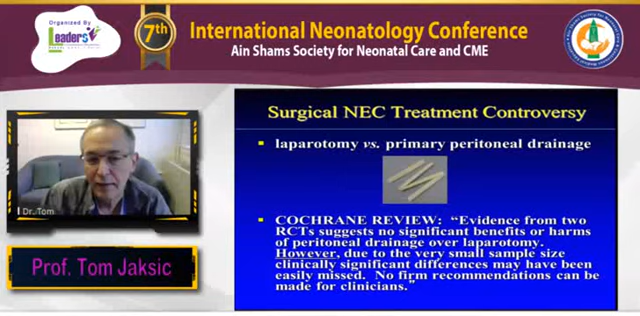 Organized By
Leaders
7th
International Neonatology Conference
Ain Shams Society for Neonatal Care and CME
Dr. Tom
Prof. Tom Jaksic
Surgical NEC Treatment Controversy
• laparotomy vs. primary peritoneal drainage
• COCHRANE REVIEW: "Evidence from two
RCTs suggests no significant benefits or harms
of peritoneal drainage over laparotomy.
However, due to the very small sample size
clinically significant differences may have been
easily missed. No firm recommendations can be
made for clinicians."